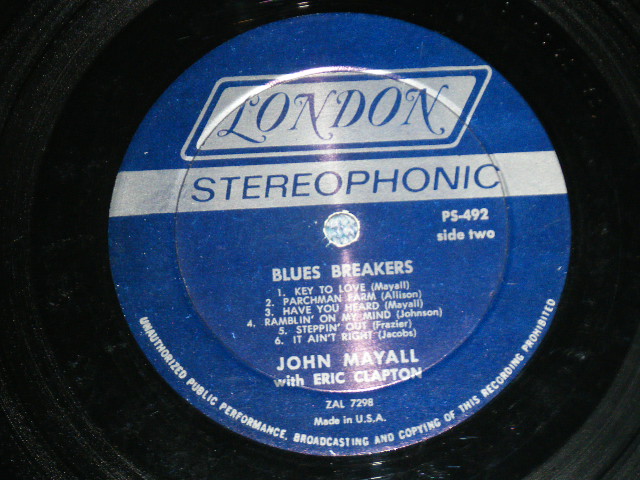 LONDON
STEREOPHONIC
PS-492
side two
BLUES BREAKERS
1. KEY TO LOVE (Mayall)
2. PARCHMAN FARM (Allison)
3. HAVE YOU HEARD (Mayall)
4. RAMBLIN' ON MY MIND (Johnson)
5. STEPPIN' OUT (Frazier)
6. IT AIN'T RIGHT (Jacobs)
JOHN MAYALL
with ERIC CLAPTON
ZAL 7298
Made in U.S.A.
UNAUTHORIZED PUBLIC PERFORMANCE, BROADCASTING AND COPYING OF THIS RECORDING PROHIBITED